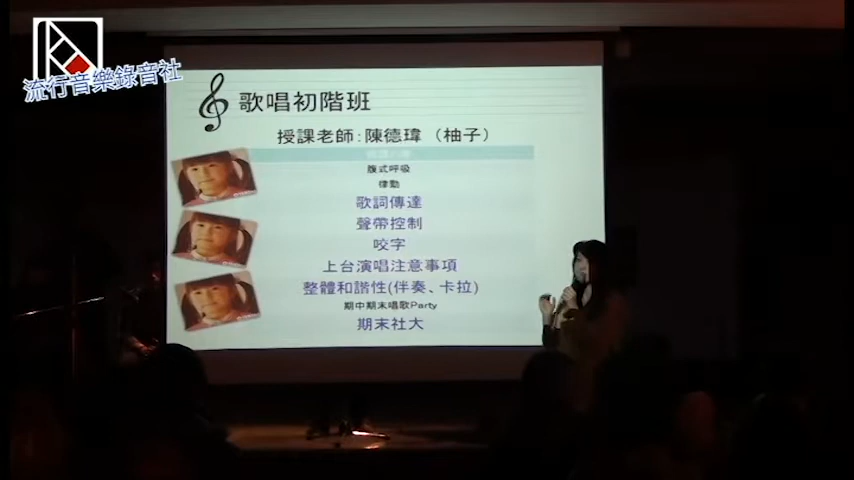 流行音樂錄音社
歌唱初階班
授課老師:陳德瑋（柚子）
腹式呼吸
律動
歌詞傳達
聲帶控制
咬字
上台演唱注意事項
整體和諧性(伴奏、卡拉)
期中期末唱歌Party
期末社大